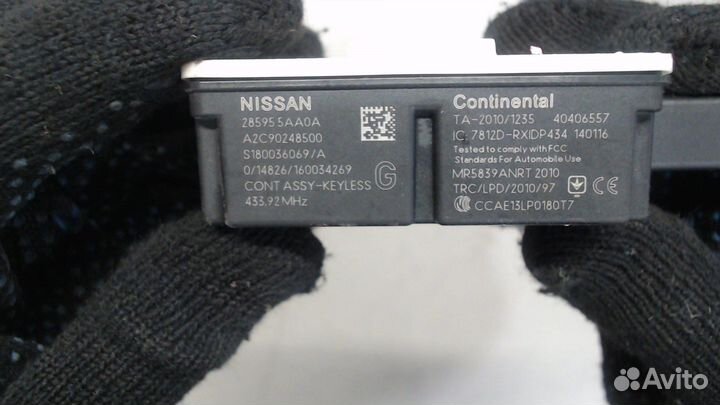 NISSAN
28595 5AA0A
A2C90248500
S180036069/A
0/14826/160034269
CONT ASSY-KEYLESS
433.92MHz
G
Continental
TA-2010/1235 40406557
IC: 7812D-RXIDP434 140116
Tested to comply with FCC
Standards For Automobile Use
MR5839ANRT 2010
TRC/LPD/2010/97
CCAE13LP0180T7
Avito